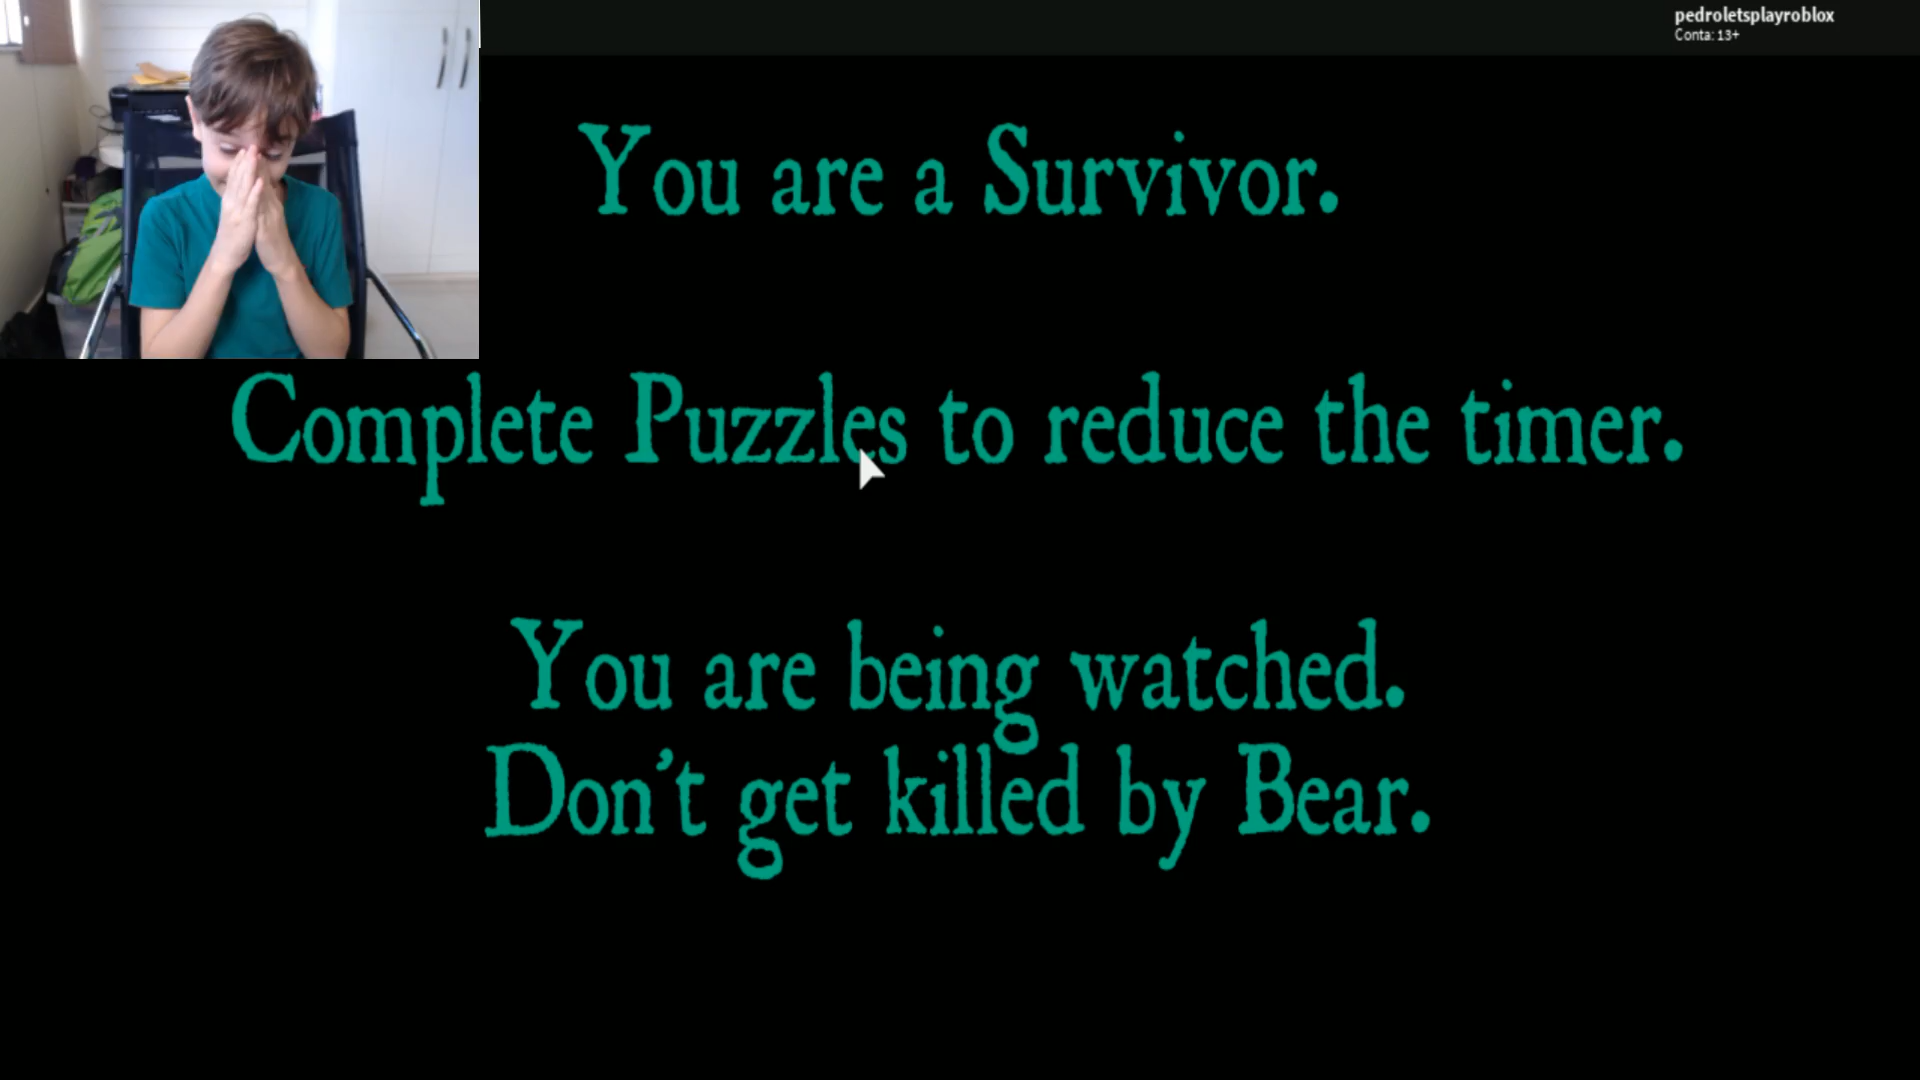 pedroletsplayroblox
Conta: 13+
You are a Survivor.
Complete Puzzles to reduce the timer.
You are being watched.
Don't get killed by Bear.